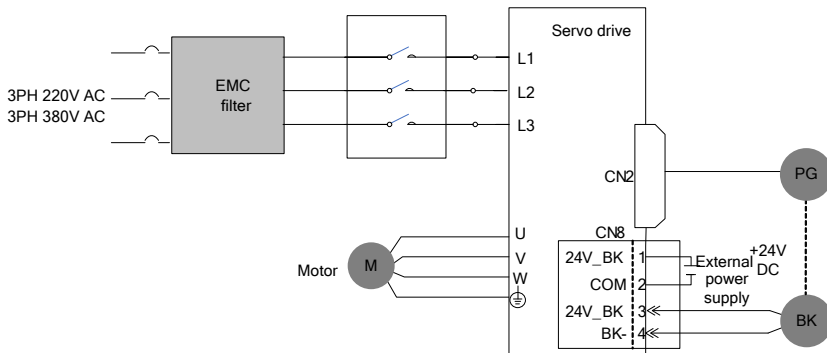 Servo drive
EMC
filter
3PH 220V AC
3PH 380V AC
L1
L2
L3
CN2
PG
U
V
W
Motor
M
CN8
24V_BK 1
COM 2
24V_BK 3
BK- 4
+24V
DC
External
power
supply
BK